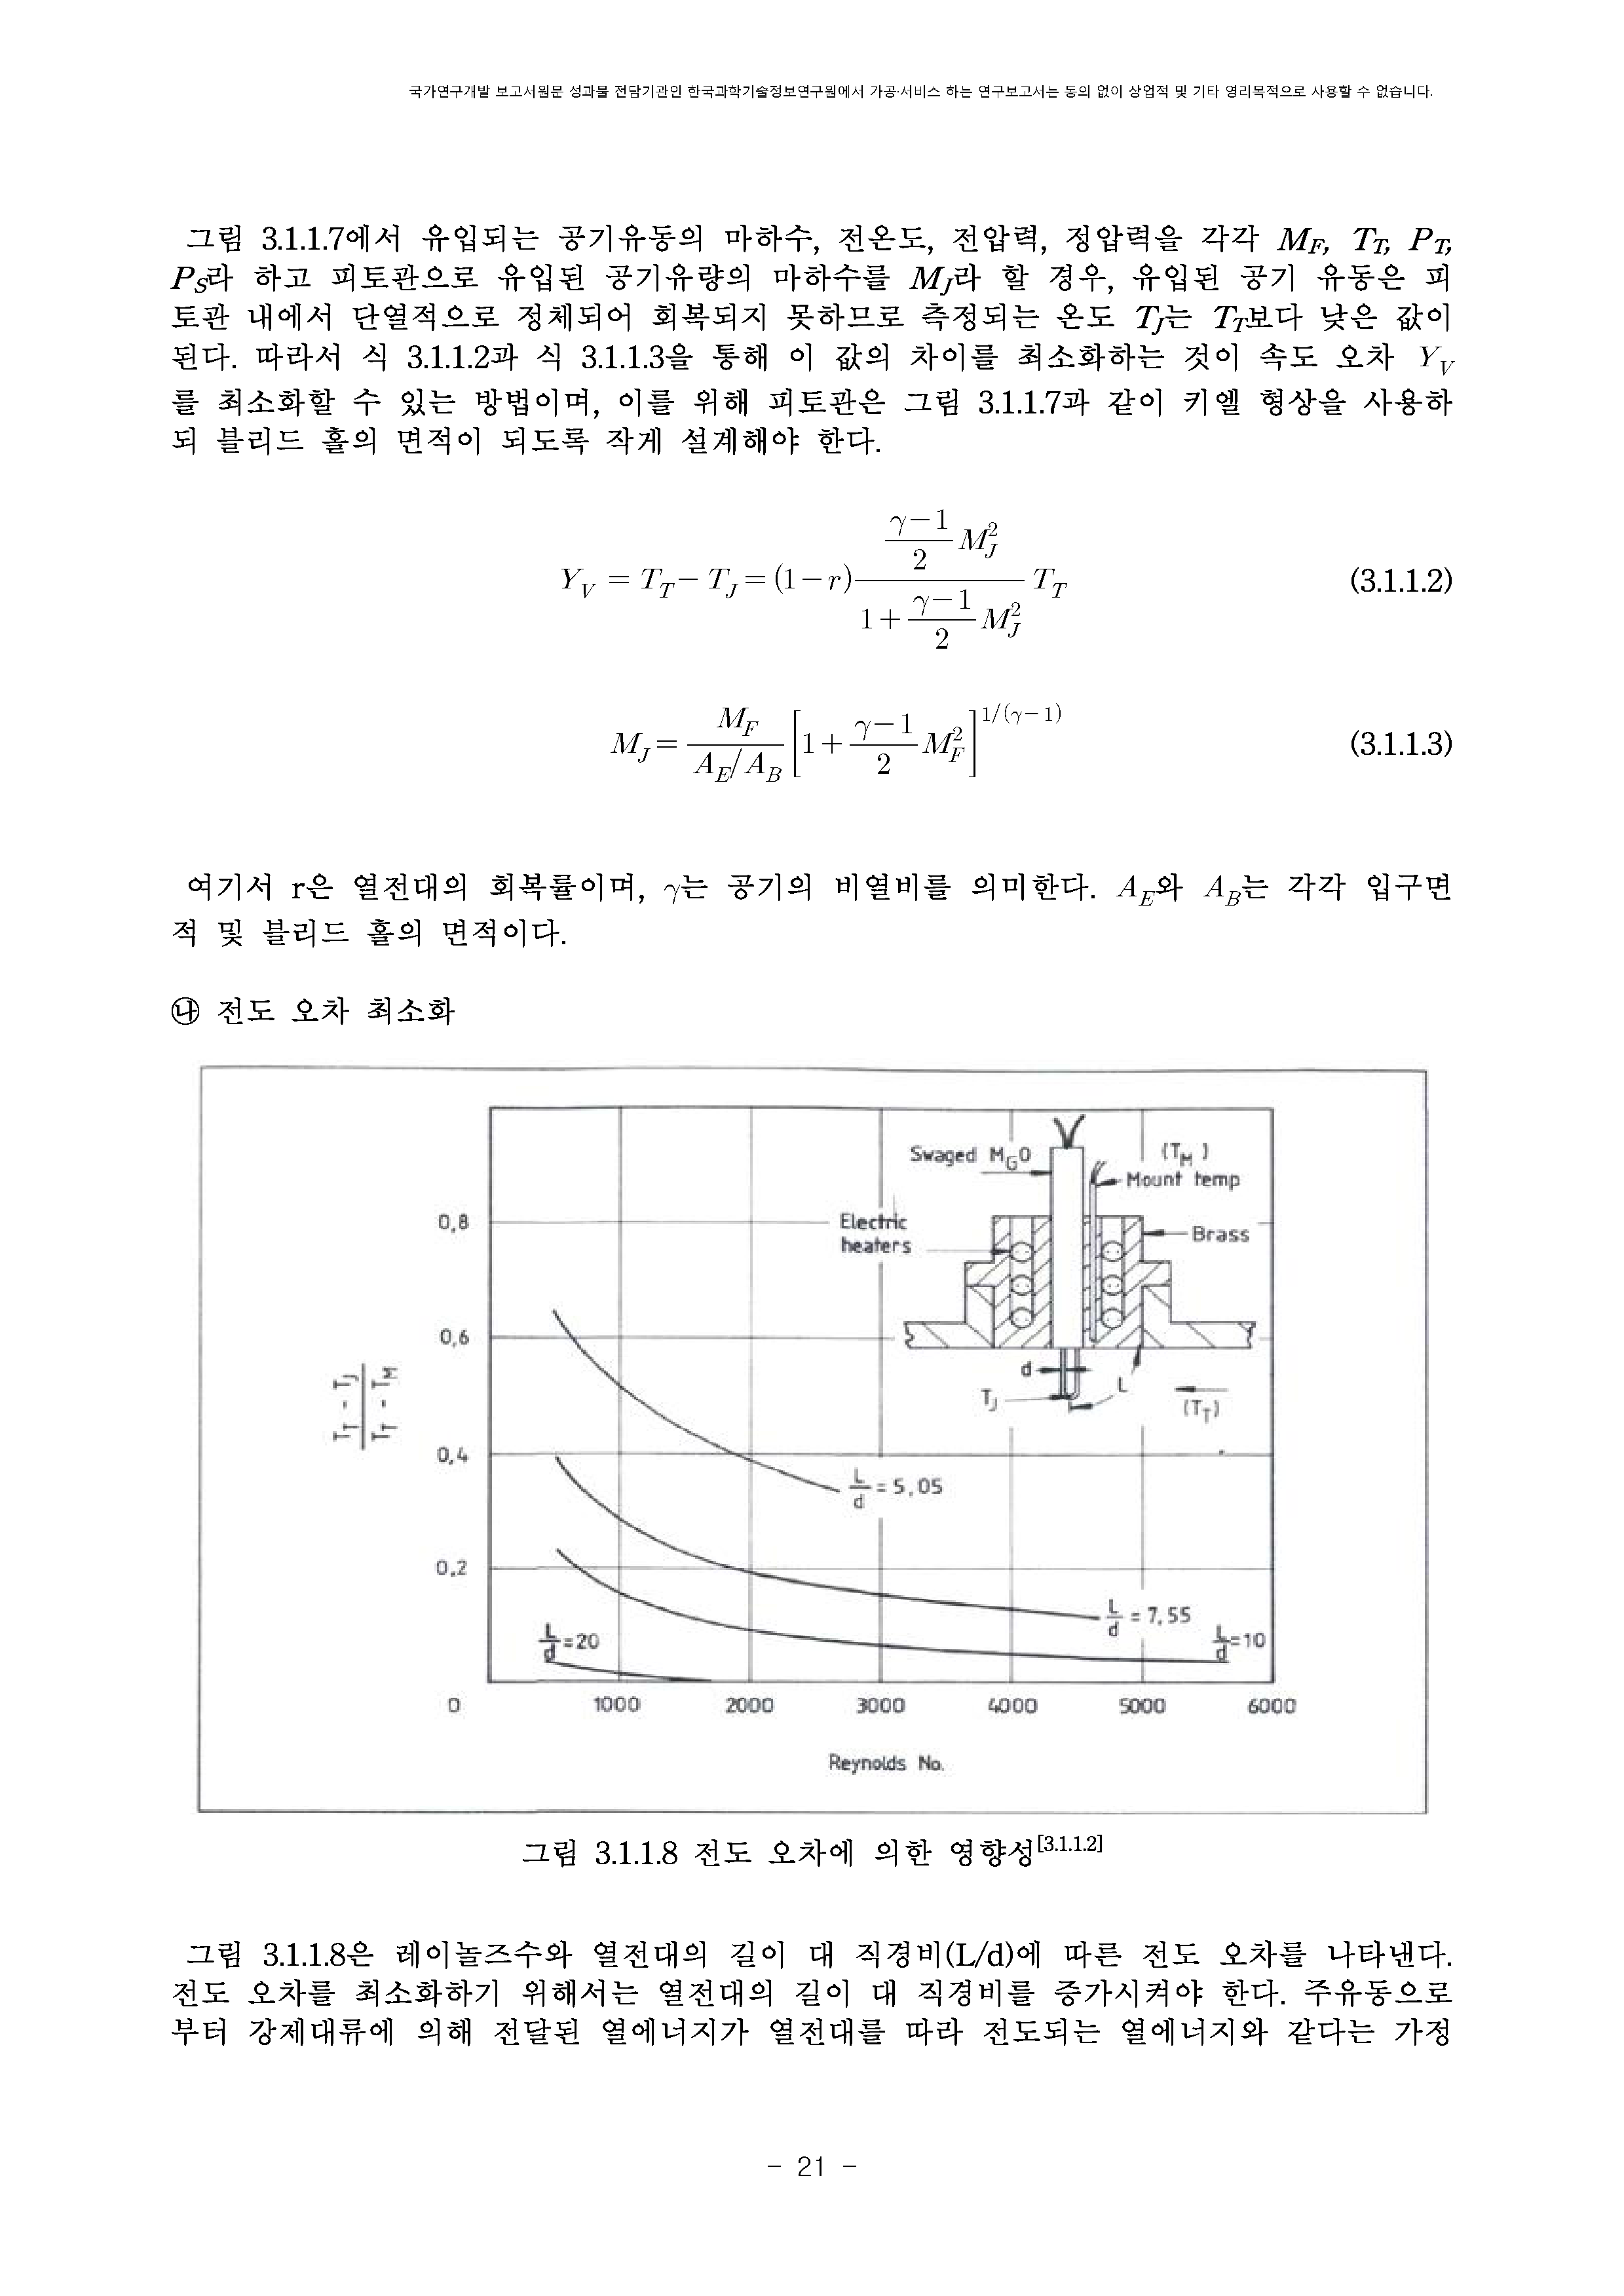 국가연구개발 보고서원문 성과물 전담기관인 한국과학기술정보연구원에서 가공·서비스 하는 연구보고서는 동의 없이 상업적 및 기타 영리목적으로 사용할 수 없습니다.
그림 3.1.1.7에서 유입되는 공기유동의 마하수, 전온도, 전압력, 정압력을 각각 M_F, T_T, P_T,
P_S라 하고 피토관으로 유입된 공기유량의 마하수를 M_J라 할 경우, 유입된 공기 유동은 피
토관 내에서 단열적으로 정체되어 회복되지 못하므로 측정되는 온도 T_J는 T_T보다 낮은 값이
된다. 따라서 식 3.1.1.2과 식 3.1.1.3을 통해 이 값의 차이를 최소화하는 것이 속도 오차 Y_V
를 최소화할 수 있는 방법이며, 이를 위해 피토관은 그림 3.1.1.7과 같이 키엘 형상을 사용하
되 블리드 홀의 면적이 되도록 작게 설계해야 한다.
Y_V = T_T − T_J = (1−r) ((γ−1)/2 M_J^2) / (1+(γ−1)/2 M_J^2) T_T (3.1.1.2)
M_J = M_F/(A_E/A_B) [1+(γ−1)/2 M_F^2]^{1/(γ−1)} (3.1.1.3)
여기서 r은 열전대의 회복률이며, γ는 공기의 비열비를 의미한다. A_E와 A_B는 각각 입구면
적 및 블리드 홀의 면적이다.
㉯ 전도 오차 최소화
Swaged M_GO
(T_M)
Mount temp
Electric
heaters
Brass
d
L
T_J
(T_T)
(T_T - T_J)/(T_T - T_M)
0,8
0,6
0,4
0,2
L/d = 5,05
L/d = 7,55
L/d =10
L/d =20
0 1000 2000 3000 4000 5000 6000
Reynolds No.
그림 3.1.1.8 전도 오차에 의한 영향성[3.1.1.2]
그림 3.1.1.8은 레이놀즈수와 열전대의 길이 대 직경비(L/d)에 따른 전도 오차를 나타낸다.
전도 오차를 최소화하기 위해서는 열전대의 길이 대 직경비를 증가시켜야 한다. 주유동으로
부터 강제대류에 의해 전달된 열에너지가 열전대를 따라 전도되는 열에너지와 같다는 가정
- 21 -